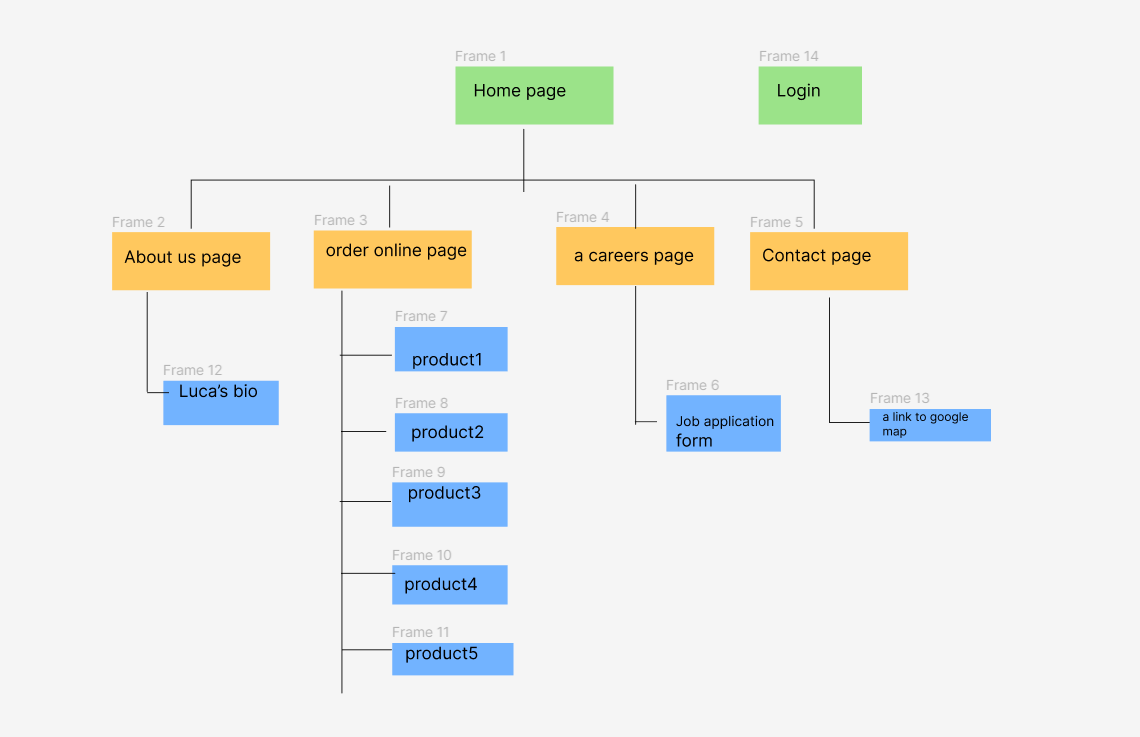 Frame 1
Home page
Frame 14
Login
Frame 2
About us page
Frame 3
order online page
Frame 4
a careers page
Frame 5
Contact page
Frame 12
Luca’s bio
Frame 7
product1
Frame 8
product2
Frame 9
product3
Frame 10
product4
Frame 11
product5
Frame 6
Job application
form
Frame 13
a link to google
map